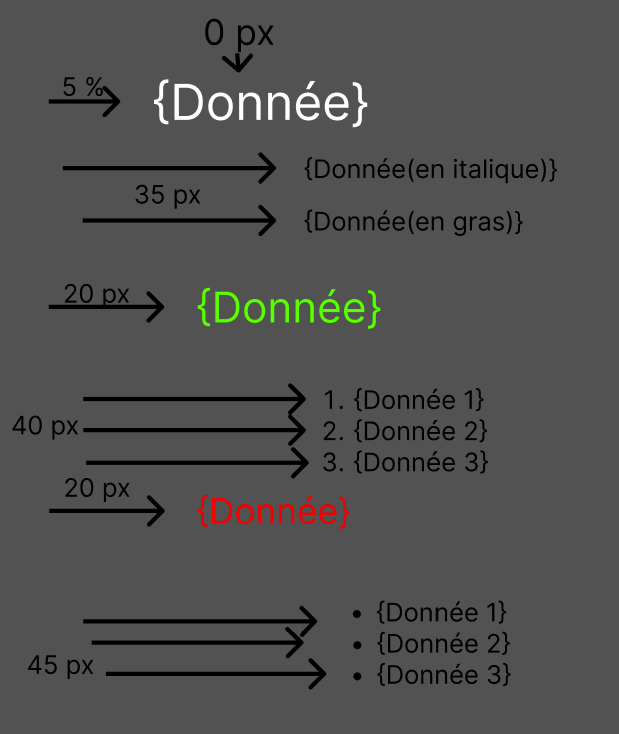 0 px
5 %
{Donnée}
{Donnée(en italique)}
35 px
{Donnée(en gras)}
20 px
{Donnée}
1. {Donnée 1}
40 px
2. {Donnée 2}
3. {Donnée 3}
20 px
{Donnée}
• {Donnée 1}
• {Donnée 2}
45 px
• {Donnée 3}